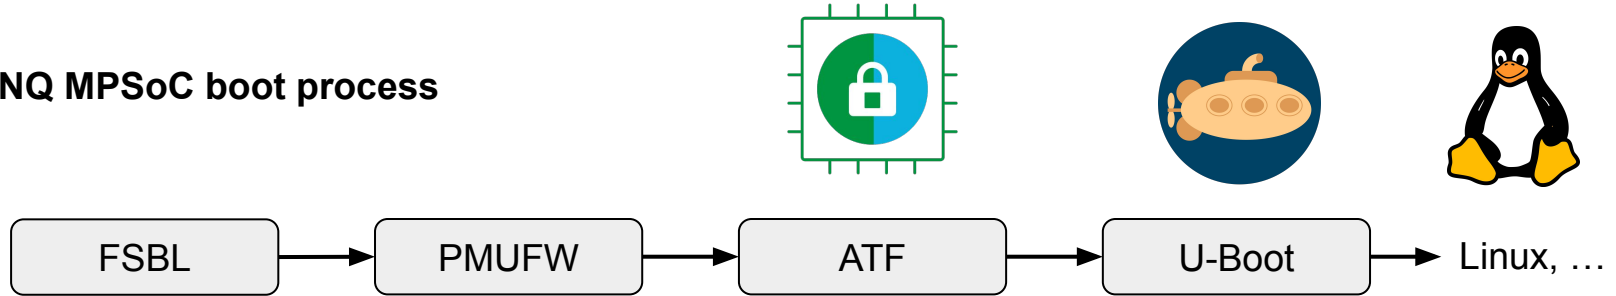 NQ MPSoC boot process
FSBL
PMUFW
ATF
U-Boot
Linux, …